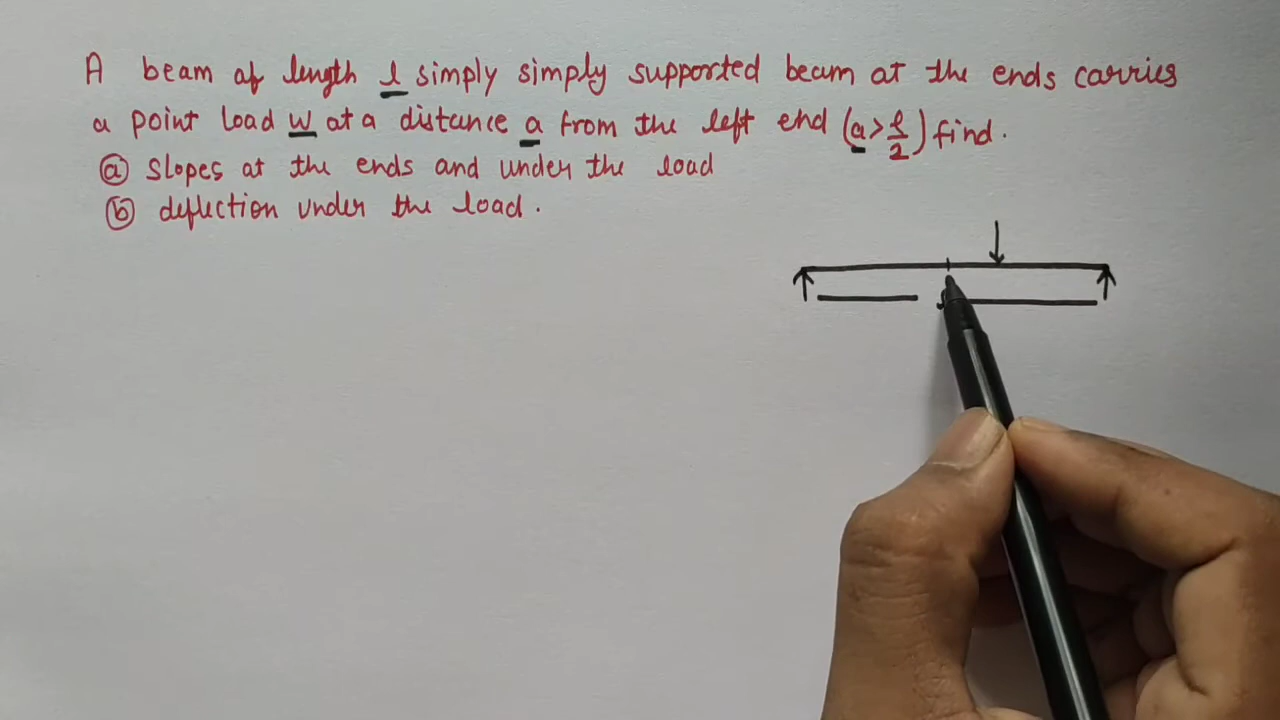 A beam of length l simply simply supported beam at the ends carries
a point load w at a distance a from the left end (a > l/2) find.
ⓐ slopes at the ends and under the load
ⓑ deflection under the load.